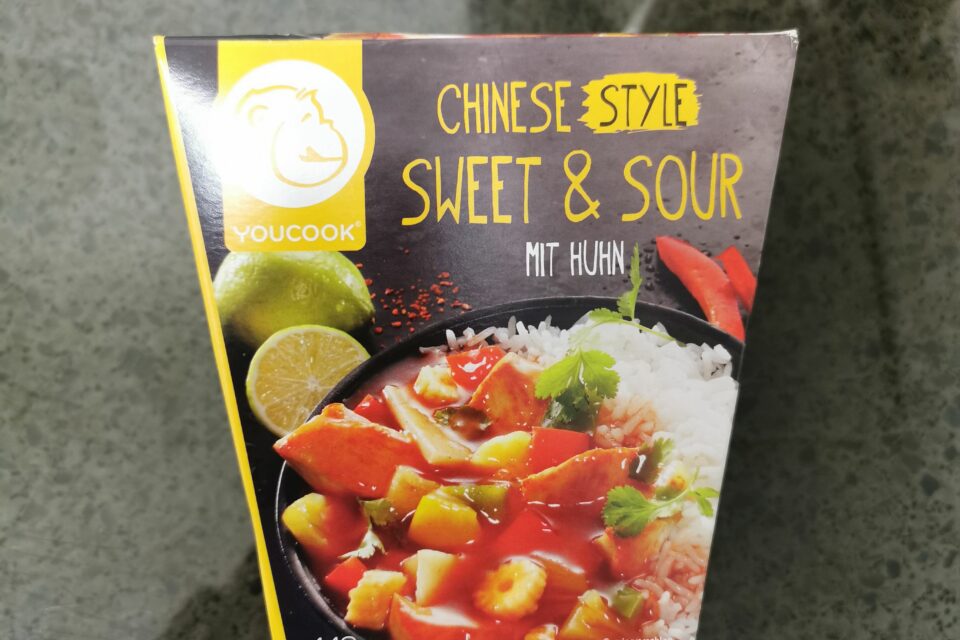 CHINESE STYLE
SWEET & SOUR
MIT HUHN
YOUCOOK®